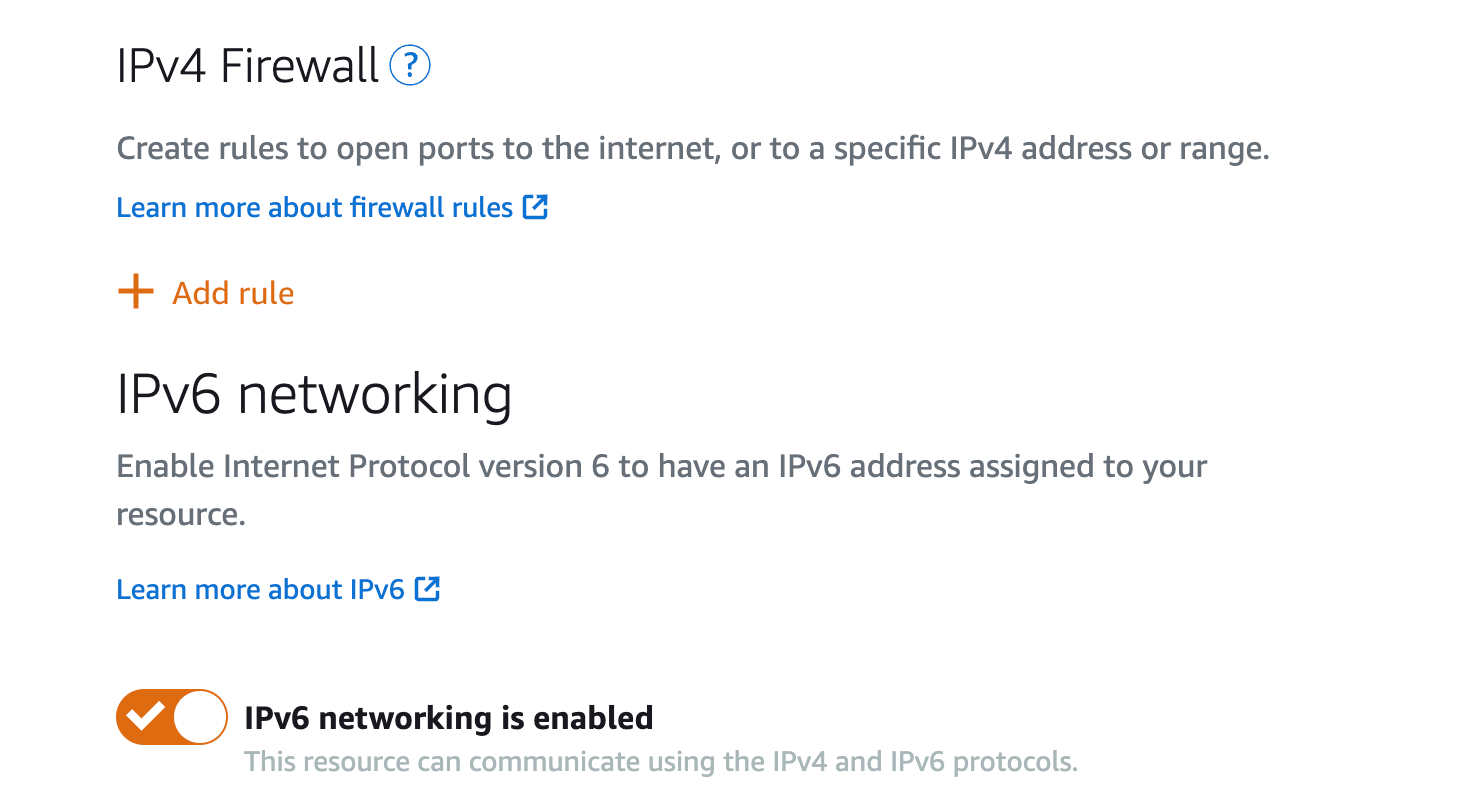 IPv4 Firewall ?
Create rules to open ports to the internet, or to a specific IPv4 address or range.
Learn more about firewall rules
Add rule
IPv6 networking
Enable Internet Protocol version 6 to have an IPv6 address assigned to your
resource.
Learn more about IPv6
IPv6 networking is enabled
This resource can communicate using the IPv4 and IPv6 protocols.